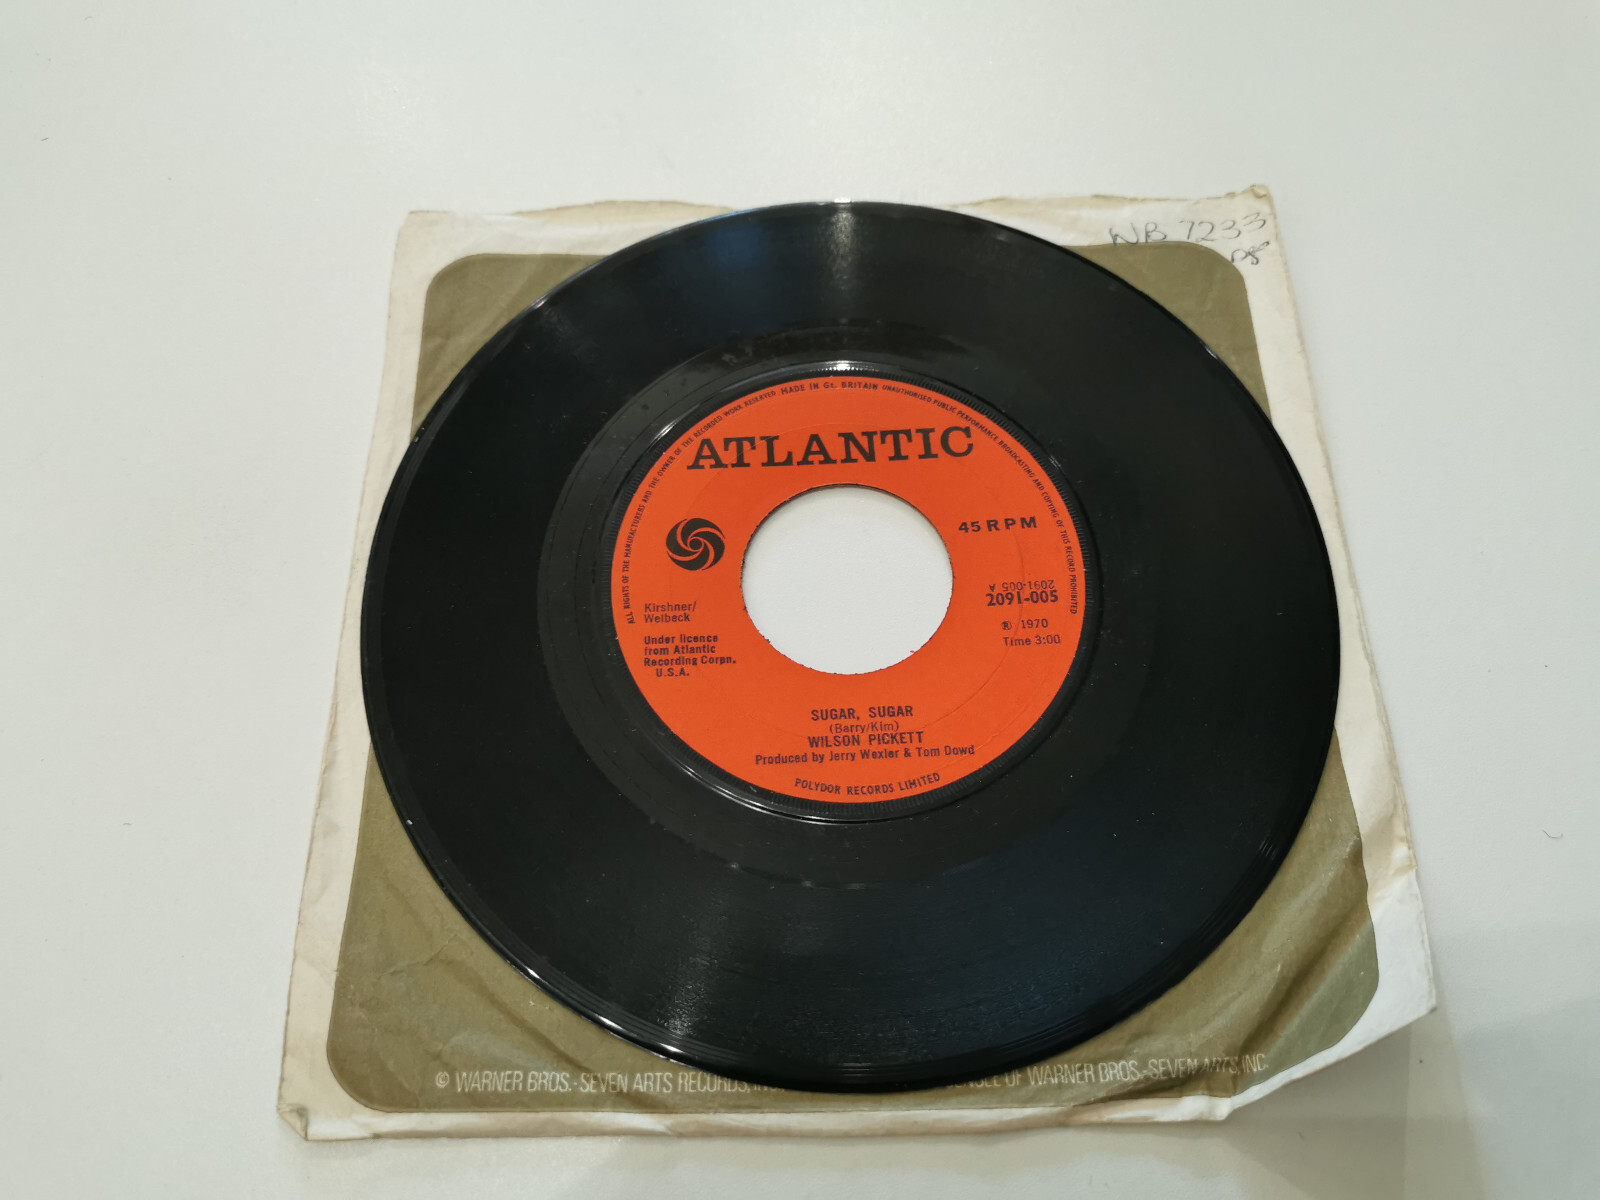 WB 7233
ALL RIGHTS OF THE MANUFACTURERS AND THE OWNER OF THE RECORDED WORK RESERVED MADE IN Gt. BRITAIN UNAUTHORISED PUBLIC PERFORMANCE BROADCASTING AND COPYING OF THIS RECORD PROHIBITED
ATLANTIC
45 RPM
2091·005 A
2091-005
Ⓟ 1970
Time 3:00
Kirshner/
Welbeck
Under licence
from Atlantic
Recording Corpn.
U.S.A.
SUGAR, SUGAR
(Barry/Kim)
WILSON PICKETT
Produced by Jerry Wexler & Tom Dowd
POLYDOR RECORDS LIMITED
© WARNER BROS.-SEVEN ARTS RECORDS, OF WARNER BROS.-SEVEN ARTS, INC.